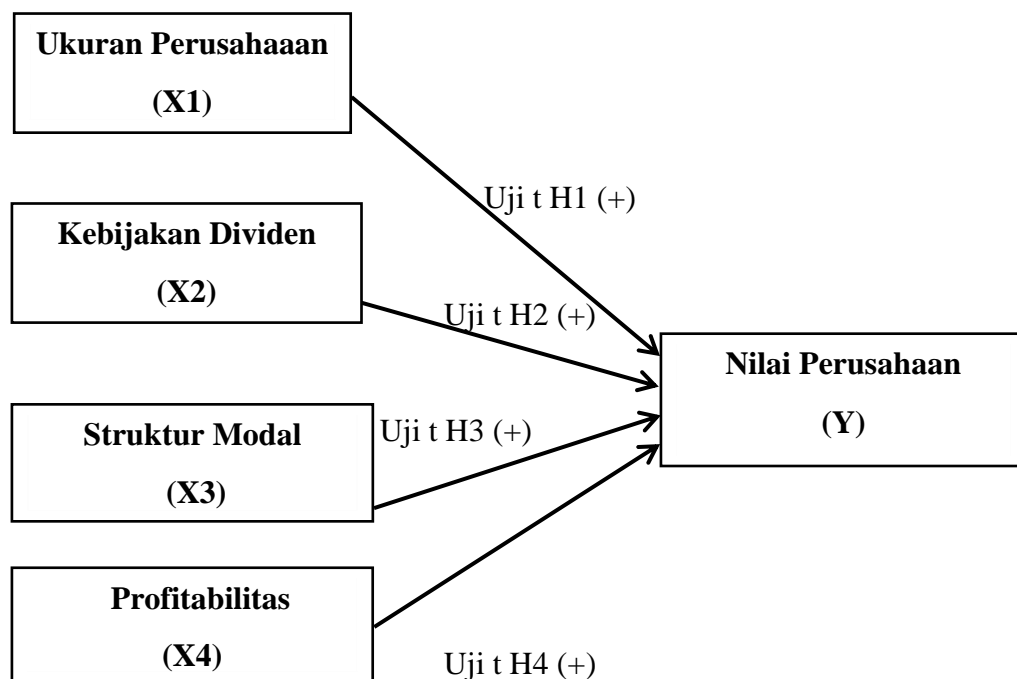 Ukuran Perusahaaan
(X1)
Uji t H1 (+)
Kebijakan Dividen
(X2)
Uji t H2 (+)
Nilai Perusahaan
(Y)
Struktur Modal
(X3)
Uji t H3 (+)
Profitabilitas
(X4)
Uji t H4 (+)